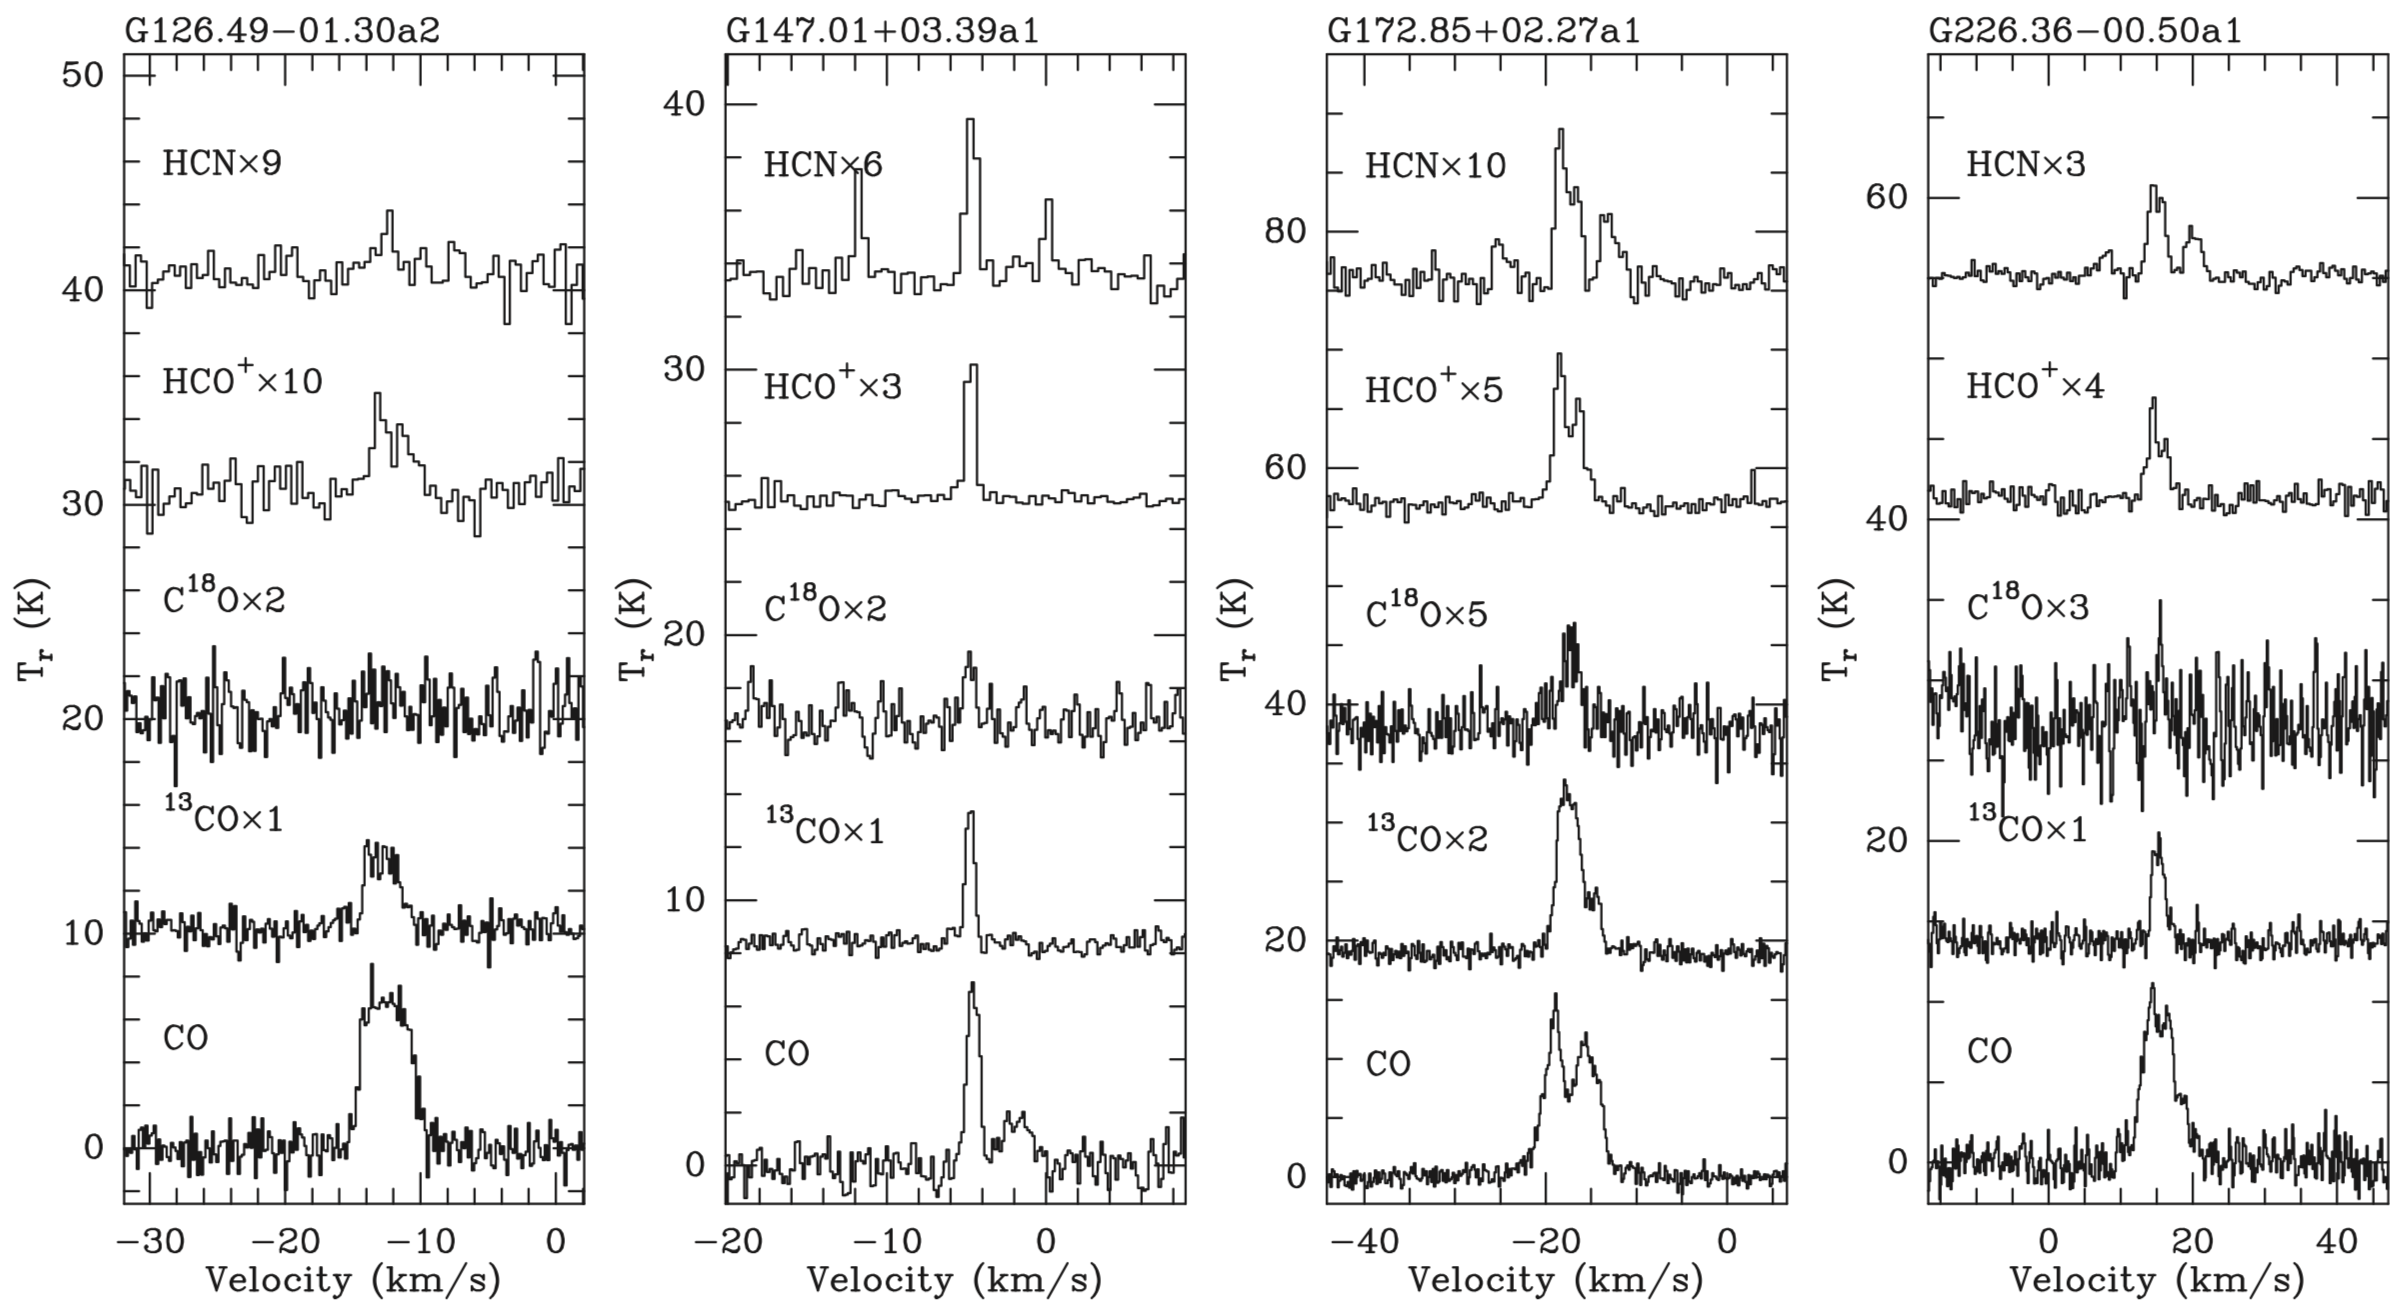 G126.49−01.30a2
50
40
30
20
10
0
HCN×9
HCO⁺×10
C¹⁸O×2
¹³CO×1
CO
Tᵣ (K)
−30 −20 −10 0
Velocity (km/s)
G147.01+03.39a1
40
30
20
10
0
HCN×6
HCO⁺×3
C¹⁸O×2
¹³CO×1
CO
Tᵣ (K)
−20 −10 0
Velocity (km/s)
G172.85+02.27a1
80
60
40
20
0
HCN×10
HCO⁺×5
C¹⁸O×5
¹³CO×2
CO
Tᵣ (K)
−40 −20 0
Velocity (km/s)
G226.36−00.50a1
60
40
20
0
HCN×3
HCO⁺×4
C¹⁸O×3
¹³CO×1
CO
Tᵣ (K)
0 20 40
Velocity (km/s)